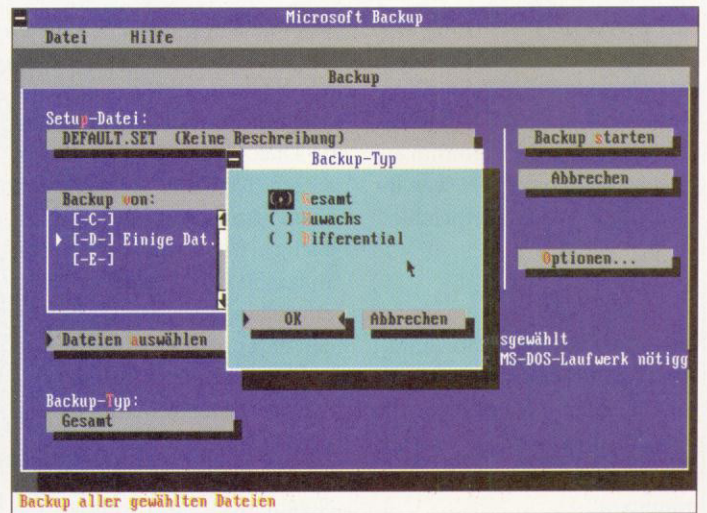 Microsoft Backup
Datei Hilfe
Backup
Setup-Datei:
DEFAULT.SET (Keine Beschreibung)
Backup starten
Abbrechen
Optionen...
Backup von:
[-C-]
[-D-] Einige Dat.
[-E-]
Backup-Typ
(•) Gesamt
( ) Zuwachs
( ) Differential
OK Abbrechen
Dateien auswählen
sgewählt
MS-DOS-Laufwerk nötigg
Backup-Typ:
Gesamt
Backup aller gewählten Dateien